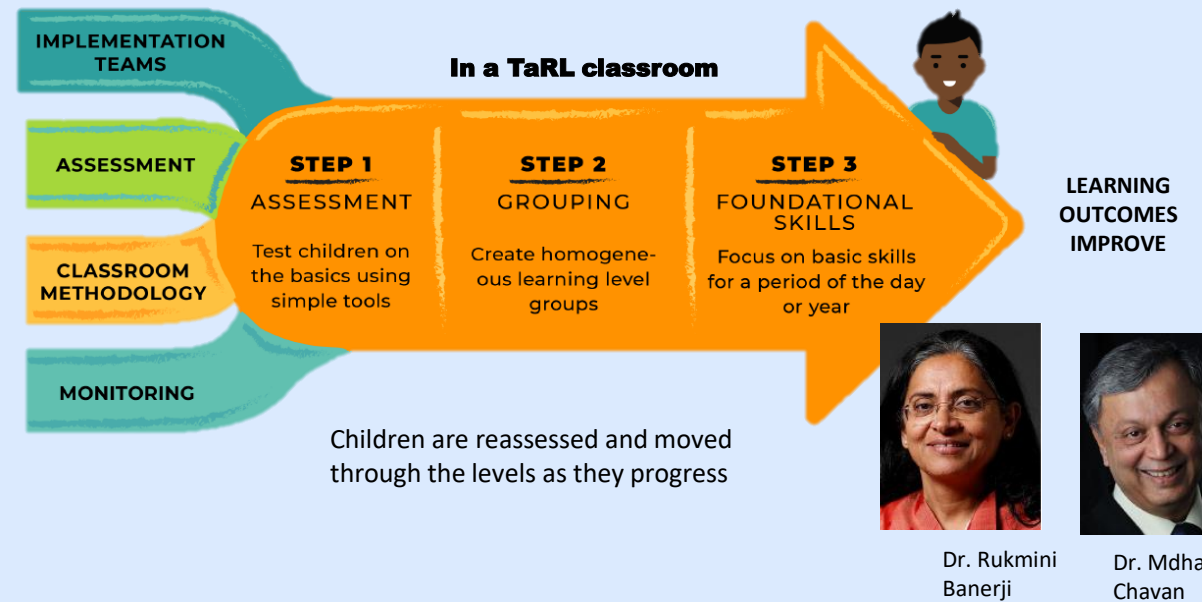 IMPLEMENTATION
TEAMS
ASSESSMENT
CLASSROOM
METHODOLOGY
MONITORING
In a TaRL classroom
STEP 1
ASSESSMENT
Test children on
the basics using
simple tools
STEP 2
GROUPING
Create homogene-
ous learning level
groups
STEP 3
FOUNDATIONAL
SKILLS
Focus on basic skills
for a period of the day
or year
LEARNING
OUTCOMES
IMPROVE
Children are reassessed and moved
through the levels as they progress
Dr. Rukmini
Banerji
Dr. Mdha
Chavan